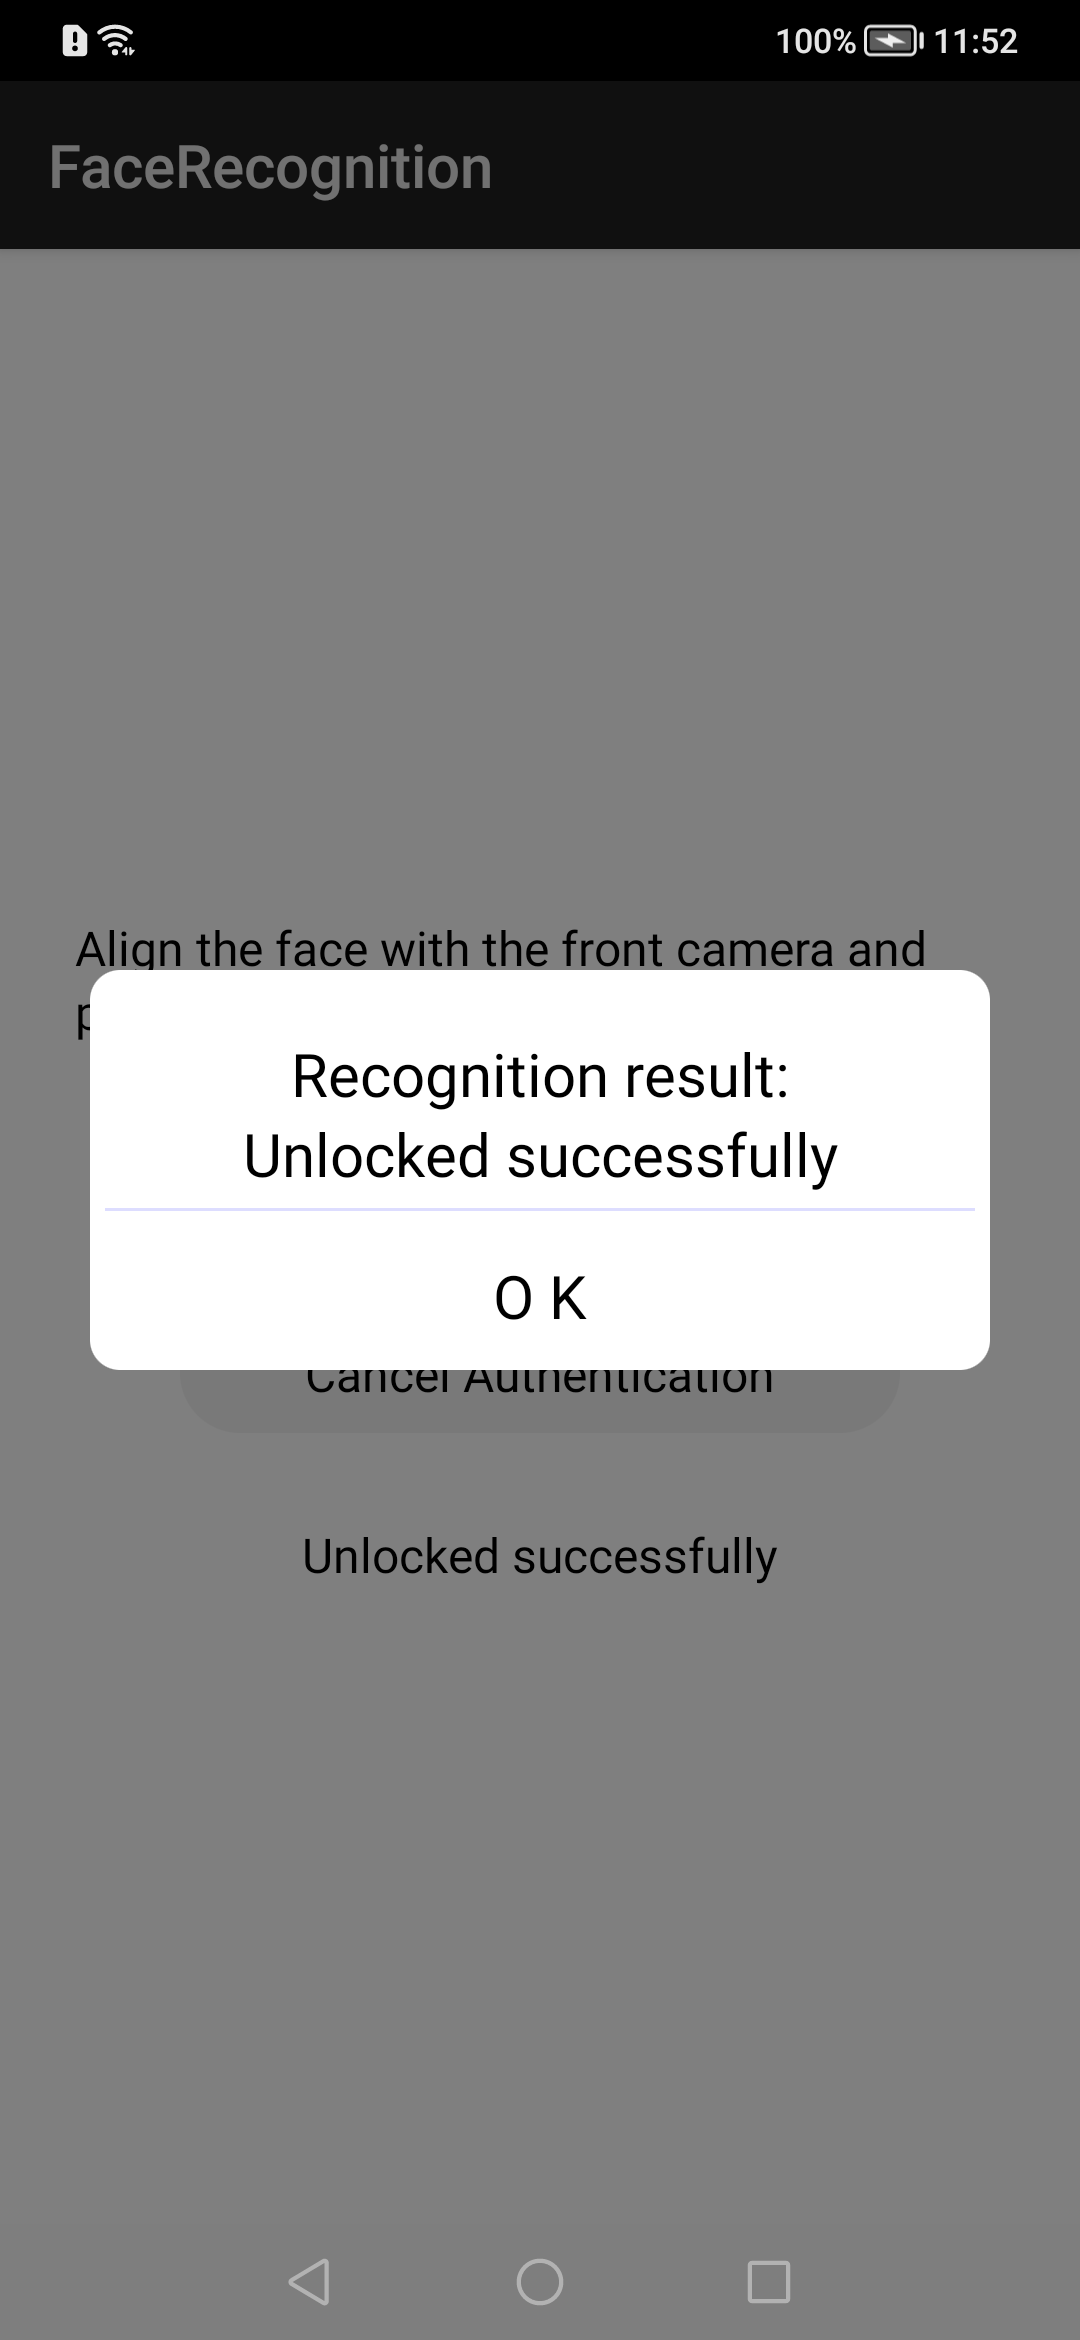 100% 11:52
FaceRecognition
Align the face with the front camera and
Recognition result:
Unlocked successfully
O K
Cancel Authentication
Unlocked successfully